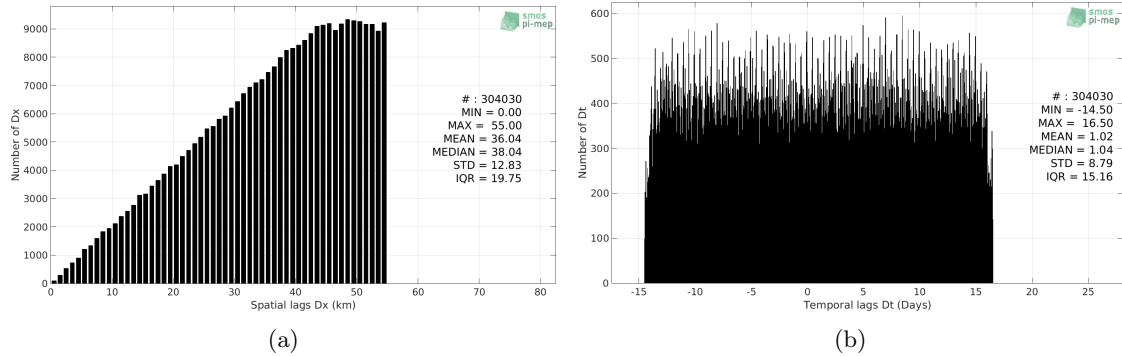 9000
8000
7000
6000
5000
4000
3000
2000
1000
0
Number of Dx
0 10 20 30 40 50 60 70 80
Spatial lags Dx (km)
smos
pi-mep
# : 304030
MIN = 0.00
MAX = 55.00
MEAN = 36.04
MEDIAN = 38.04
STD = 12.83
IQR = 19.75
(a)
600
500
400
300
200
100
0
Number of Dt
-15 -10 -5 0 5 10 15 20 25
Temporal lags Dt (Days)
smos
pi-mep
# : 304030
MIN = -14.50
MAX = 16.50
MEAN = 1.02
MEDIAN = 1.04
STD = 8.79
IQR = 15.16
(b)